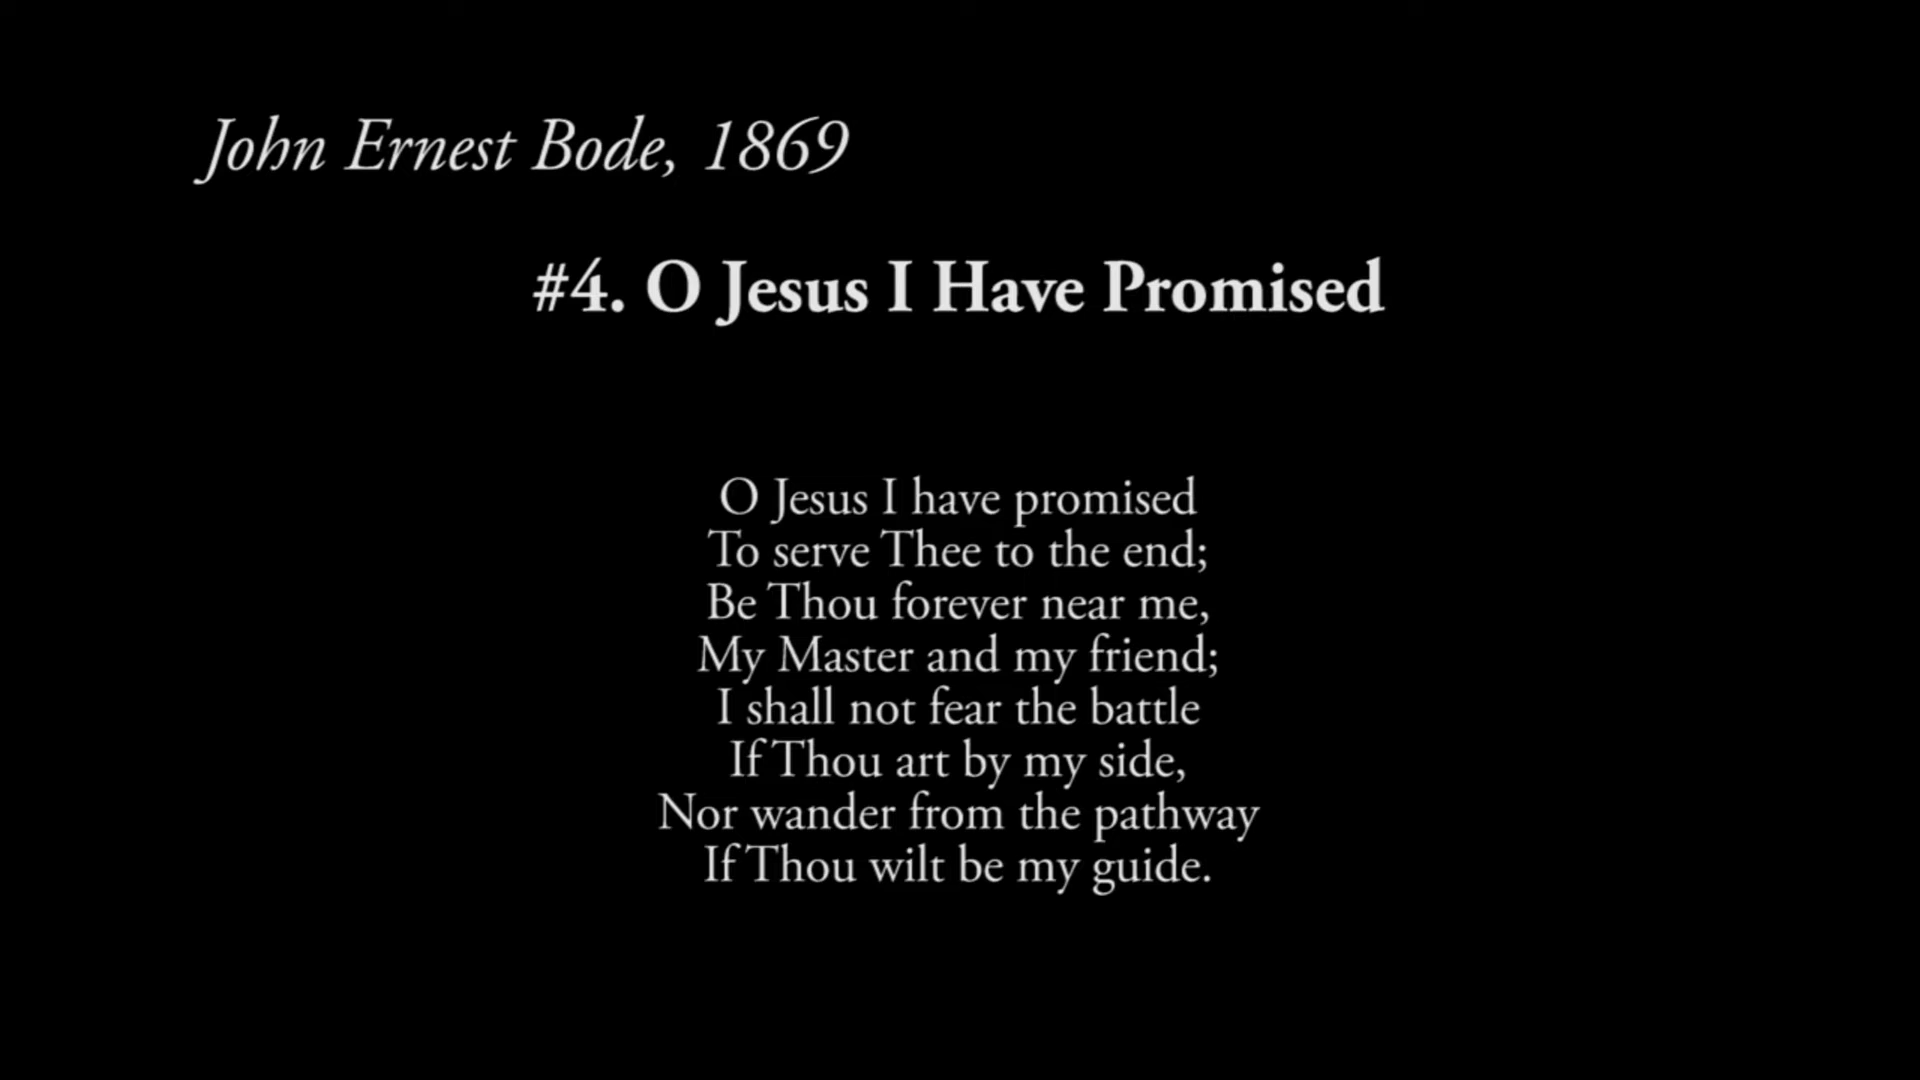 John Ernest Bode, 1869
#4. O Jesus I Have Promised
O Jesus I have promised
To serve Thee to the end;
Be Thou forever near me,
My Master and my friend;
I shall not fear the battle
If Thou art by my side,
Nor wander from the pathway
If Thou wilt be my guide.